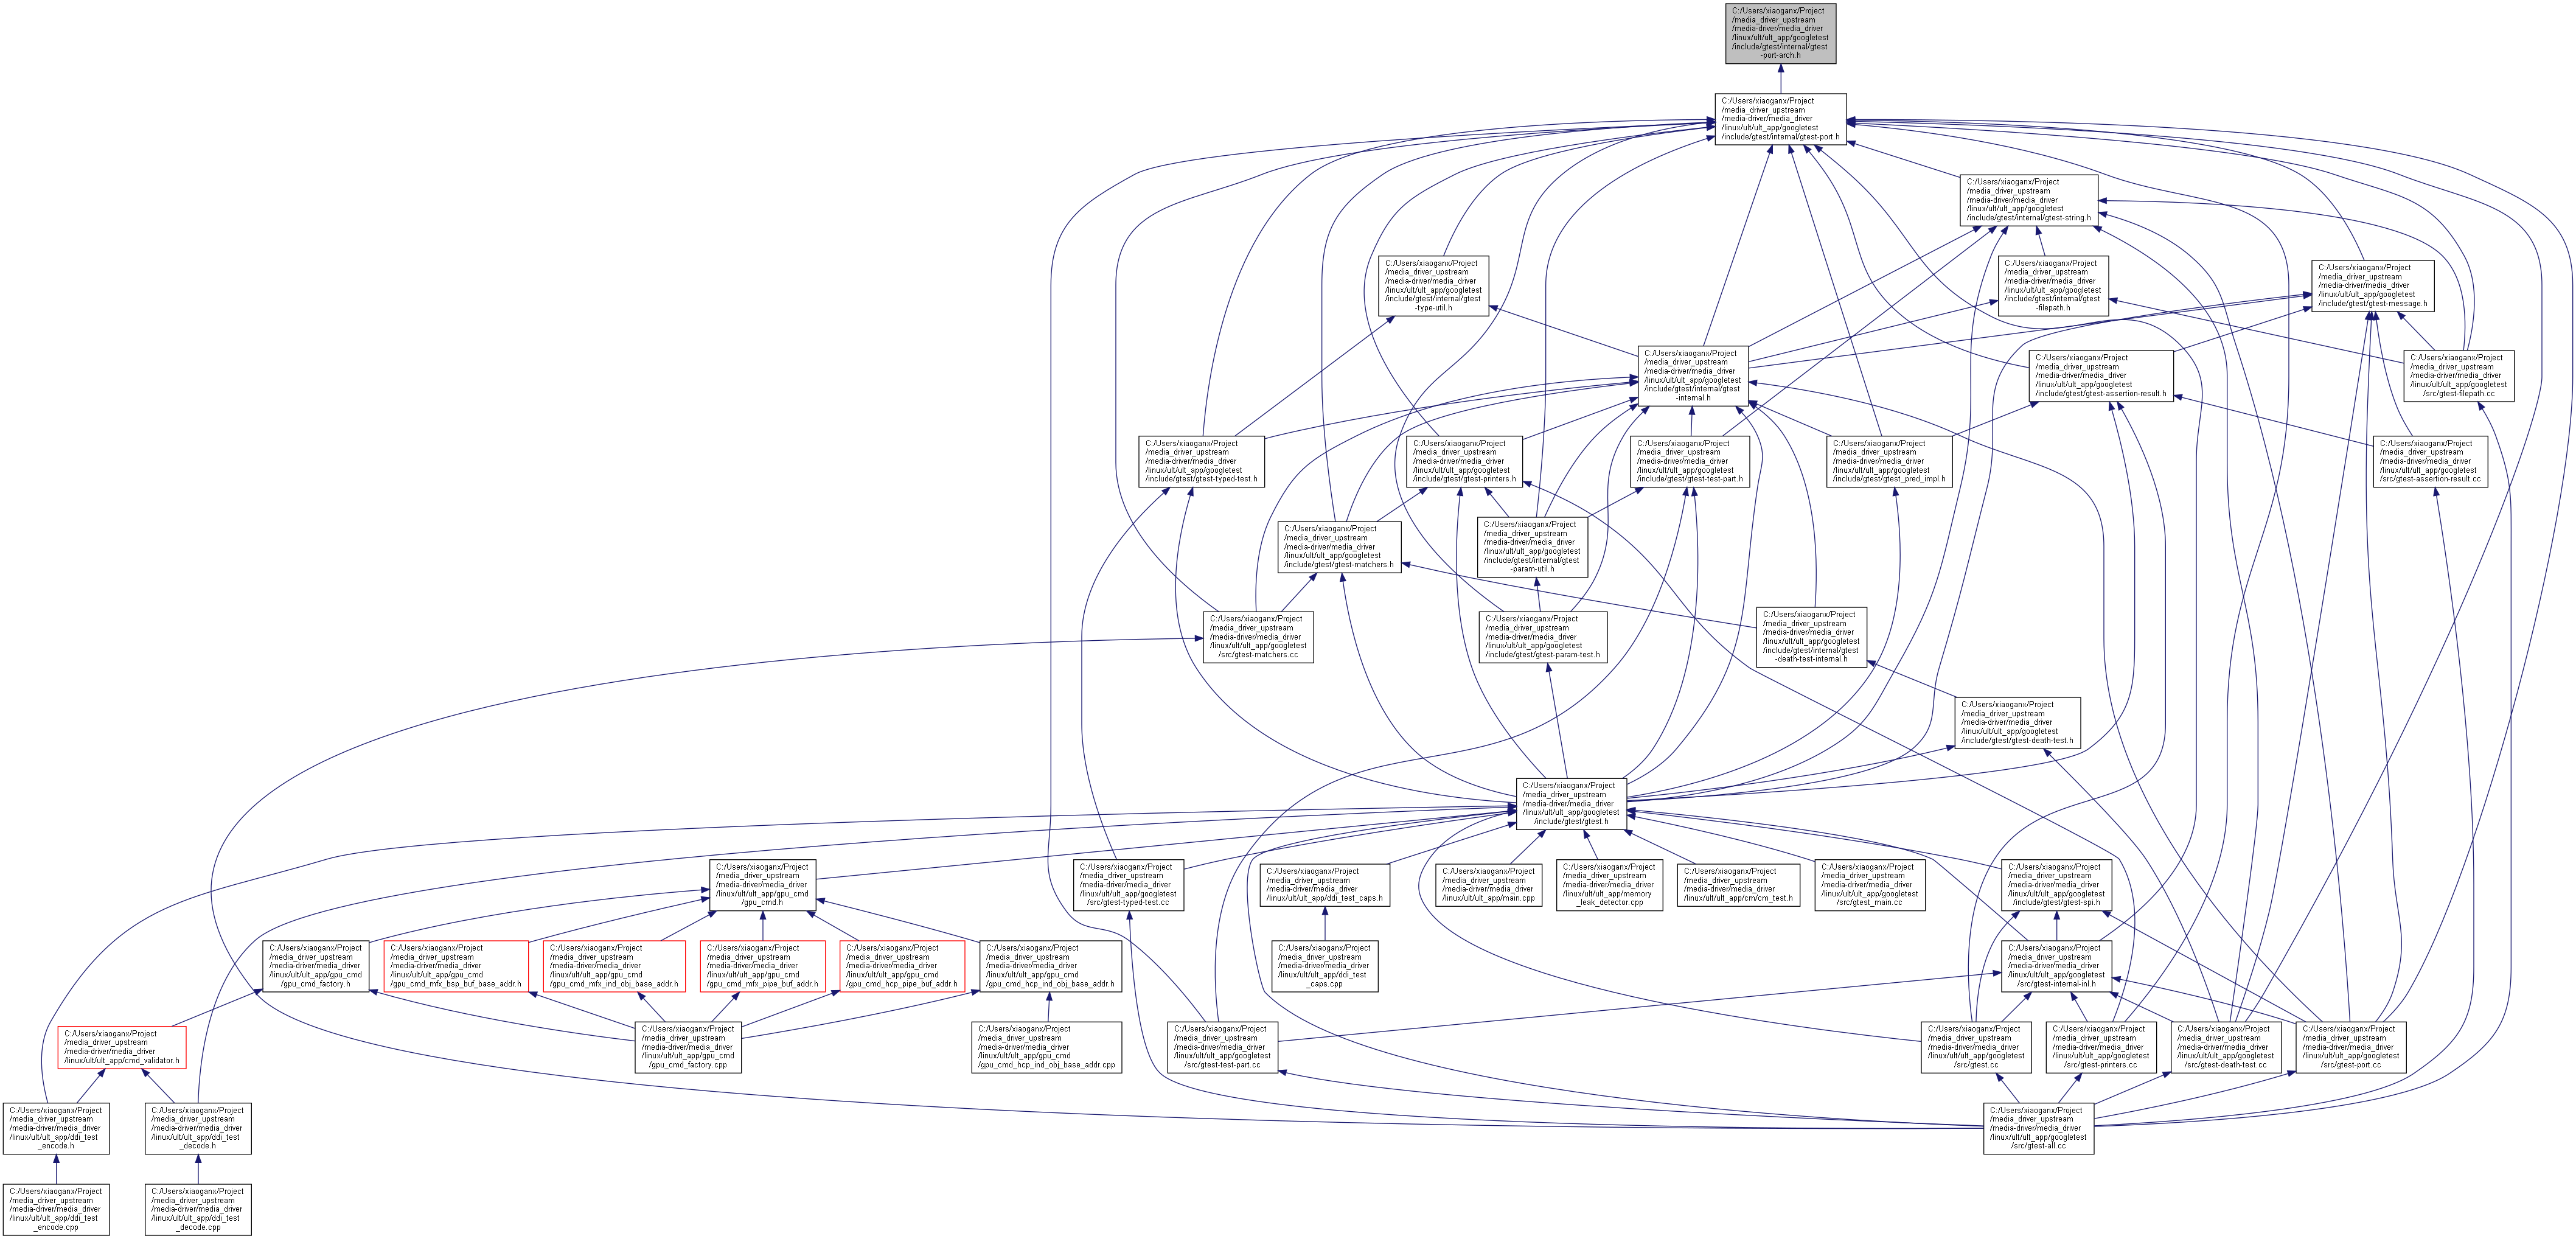 C:/Users/xiaoganx/Project
/media_driver_upstream
/media-driver/media_driver
/linux/ult/ult_app/googletest
/include/gtest/internal/gtest
-port-arch.h
C:/Users/xiaoganx/Project
/media_driver_upstream
/media-driver/media_driver
/linux/ult/ult_app/googletest
/include/gtest/internal/gtest-port.h
C:/Users/xiaoganx/Project
/media_driver_upstream
/media-driver/media_driver
/linux/ult/ult_app/googletest
/include/gtest/internal/gtest-string.h
C:/Users/xiaoganx/Project
/media_driver_upstream
/media-driver/media_driver
/linux/ult/ult_app/googletest
/include/gtest/internal/gtest
-type-util.h
C:/Users/xiaoganx/Project
/media_driver_upstream
/media-driver/media_driver
/linux/ult/ult_app/googletest
/include/gtest/internal/gtest
-filepath.h
C:/Users/xiaoganx/Project
/media_driver_upstream
/media-driver/media_driver
/linux/ult/ult_app/googletest
/include/gtest/gtest-message.h
C:/Users/xiaoganx/Project
/media_driver_upstream
/media-driver/media_driver
/linux/ult/ult_app/googletest
/include/gtest/internal/gtest
-internal.h
C:/Users/xiaoganx/Project
/media_driver_upstream
/media-driver/media_driver
/linux/ult/ult_app/googletest
/include/gtest/gtest-assertion-result.h
C:/Users/xiaoganx/Project
/media_driver_upstream
/media-driver/media_driver
/linux/ult/ult_app/googletest
/src/gtest-filepath.cc
C:/Users/xiaoganx/Project
/media_driver_upstream
/media-driver/media_driver
/linux/ult/ult_app/googletest
/include/gtest/gtest-typed-test.h
C:/Users/xiaoganx/Project
/media_driver_upstream
/media-driver/media_driver
/linux/ult/ult_app/googletest
/include/gtest/gtest-printers.h
C:/Users/xiaoganx/Project
/media_driver_upstream
/media-driver/media_driver
/linux/ult/ult_app/googletest
/include/gtest/gtest-test-part.h
C:/Users/xiaoganx/Project
/media_driver_upstream
/media-driver/media_driver
/linux/ult/ult_app/googletest
/include/gtest/gtest_pred_impl.h
C:/Users/xiaoganx/Project
/media_driver_upstream
/media-driver/media_driver
/linux/ult/ult_app/googletest
/src/gtest-assertion-result.cc
C:/Users/xiaoganx/Project
/media_driver_upstream
/media-driver/media_driver
/linux/ult/ult_app/googletest
/include/gtest/gtest-matchers.h
C:/Users/xiaoganx/Project
/media_driver_upstream
/media-driver/media_driver
/linux/ult/ult_app/googletest
/include/gtest/internal/gtest
-param-util.h
C:/Users/xiaoganx/Project
/media_driver_upstream
/media-driver/media_driver
/linux/ult/ult_app/googletest
/src/gtest-matchers.cc
C:/Users/xiaoganx/Project
/media_driver_upstream
/media-driver/media_driver
/linux/ult/ult_app/googletest
/include/gtest/gtest-param-test.h
C:/Users/xiaoganx/Project
/media_driver_upstream
/media-driver/media_driver
/linux/ult/ult_app/googletest
/include/gtest/internal/gtest
-death-test-internal.h
C:/Users/xiaoganx/Project
/media_driver_upstream
/media-driver/media_driver
/linux/ult/ult_app/googletest
/include/gtest/gtest-death-test.h
C:/Users/xiaoganx/Project
/media_driver_upstream
/media-driver/media_driver
/linux/ult/ult_app/googletest
/include/gtest/gtest.h
C:/Users/xiaoganx/Project
/media_driver_upstream
/media-driver/media_driver
/linux/ult/ult_app/gpu_cmd
/gpu_cmd.h
C:/Users/xiaoganx/Project
/media_driver_upstream
/media-driver/media_driver
/linux/ult/ult_app/googletest
/src/gtest-typed-test.cc
C:/Users/xiaoganx/Project
/media_driver_upstream
/media-driver/media_driver
/linux/ult/ult_app/ddi_test_caps.h
C:/Users/xiaoganx/Project
/media_driver_upstream
/media-driver/media_driver
/linux/ult/ult_app/main.cpp
C:/Users/xiaoganx/Project
/media_driver_upstream
/media-driver/media_driver
/linux/ult/ult_app/memory
_leak_detector.cpp
C:/Users/xiaoganx/Project
/media_driver_upstream
/media-driver/media_driver
/linux/ult/ult_app/cm/cm_test.h
C:/Users/xiaoganx/Project
/media_driver_upstream
/media-driver/media_driver
/linux/ult/ult_app/googletest
/src/gtest_main.cc
C:/Users/xiaoganx/Project
/media_driver_upstream
/media-driver/media_driver
/linux/ult/ult_app/googletest
/include/gtest/gtest-spi.h
C:/Users/xiaoganx/Project
/media_driver_upstream
/media-driver/media_driver
/linux/ult/ult_app/gpu_cmd
/gpu_cmd_factory.h
C:/Users/xiaoganx/Project
/media_driver_upstream
/media-driver/media_driver
/linux/ult/ult_app/gpu_cmd
/gpu_cmd_mfx_bsp_buf_base_addr.h
C:/Users/xiaoganx/Project
/media_driver_upstream
/media-driver/media_driver
/linux/ult/ult_app/gpu_cmd
/gpu_cmd_mfx_ind_obj_base_addr.h
C:/Users/xiaoganx/Project
/media_driver_upstream
/media-driver/media_driver
/linux/ult/ult_app/gpu_cmd
/gpu_cmd_mfx_pipe_buf_addr.h
C:/Users/xiaoganx/Project
/media_driver_upstream
/media-driver/media_driver
/linux/ult/ult_app/gpu_cmd
/gpu_cmd_hcp_pipe_buf_addr.h
C:/Users/xiaoganx/Project
/media_driver_upstream
/media-driver/media_driver
/linux/ult/ult_app/gpu_cmd
/gpu_cmd_hcp_ind_obj_base_addr.h
C:/Users/xiaoganx/Project
/media_driver_upstream
/media-driver/media_driver
/linux/ult/ult_app/ddi_test
_caps.cpp
C:/Users/xiaoganx/Project
/media_driver_upstream
/media-driver/media_driver
/linux/ult/ult_app/googletest
/src/gtest-internal-inl.h
C:/Users/xiaoganx/Project
/media_driver_upstream
/media-driver/media_driver
/linux/ult/ult_app/cmd_validator.h
C:/Users/xiaoganx/Project
/media_driver_upstream
/media-driver/media_driver
/linux/ult/ult_app/gpu_cmd
/gpu_cmd_factory.cpp
C:/Users/xiaoganx/Project
/media_driver_upstream
/media-driver/media_driver
/linux/ult/ult_app/gpu_cmd
/gpu_cmd_hcp_ind_obj_base_addr.cpp
C:/Users/xiaoganx/Project
/media_driver_upstream
/media-driver/media_driver
/linux/ult/ult_app/googletest
/src/gtest-test-part.cc
C:/Users/xiaoganx/Project
/media_driver_upstream
/media-driver/media_driver
/linux/ult/ult_app/googletest
/src/gtest.cc
C:/Users/xiaoganx/Project
/media_driver_upstream
/media-driver/media_driver
/linux/ult/ult_app/googletest
/src/gtest-printers.cc
C:/Users/xiaoganx/Project
/media_driver_upstream
/media-driver/media_driver
/linux/ult/ult_app/googletest
/src/gtest-death-test.cc
C:/Users/xiaoganx/Project
/media_driver_upstream
/media-driver/media_driver
/linux/ult/ult_app/googletest
/src/gtest-port.cc
C:/Users/xiaoganx/Project
/media_driver_upstream
/media-driver/media_driver
/linux/ult/ult_app/ddi_test
_encode.h
C:/Users/xiaoganx/Project
/media_driver_upstream
/media-driver/media_driver
/linux/ult/ult_app/ddi_test
_decode.h
C:/Users/xiaoganx/Project
/media_driver_upstream
/media-driver/media_driver
/linux/ult/ult_app/googletest
/src/gtest-all.cc
C:/Users/xiaoganx/Project
/media_driver_upstream
/media-driver/media_driver
/linux/ult/ult_app/ddi_test
_encode.cpp
C:/Users/xiaoganx/Project
/media_driver_upstream
/media-driver/media_driver
/linux/ult/ult_app/ddi_test
_decode.cpp